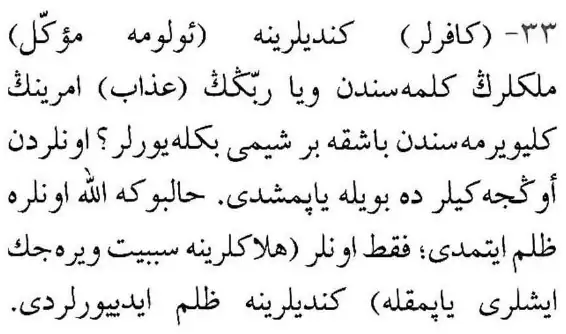 ٣٣- (كافرلر) كنديلرينه (ئولومه مؤكّل)
ملكلرڭ كلمه‌سندن ويا ربّڭڭ (عذاب) امرينڭ
كليويرمه‌سندن باشقه بر شيمى بكله‌يورلر؟ اونلردن
أوڭجه‌كيلر ده بويله ياپمشدى. حالبوكه الله اونلره
ظلم ايتمدى؛ فقط اونلر (هلاكلرينه سببيت ويره‌جك
ايشلرى ياپمقله) كنديلرينه ظلم ايدييورلردى.